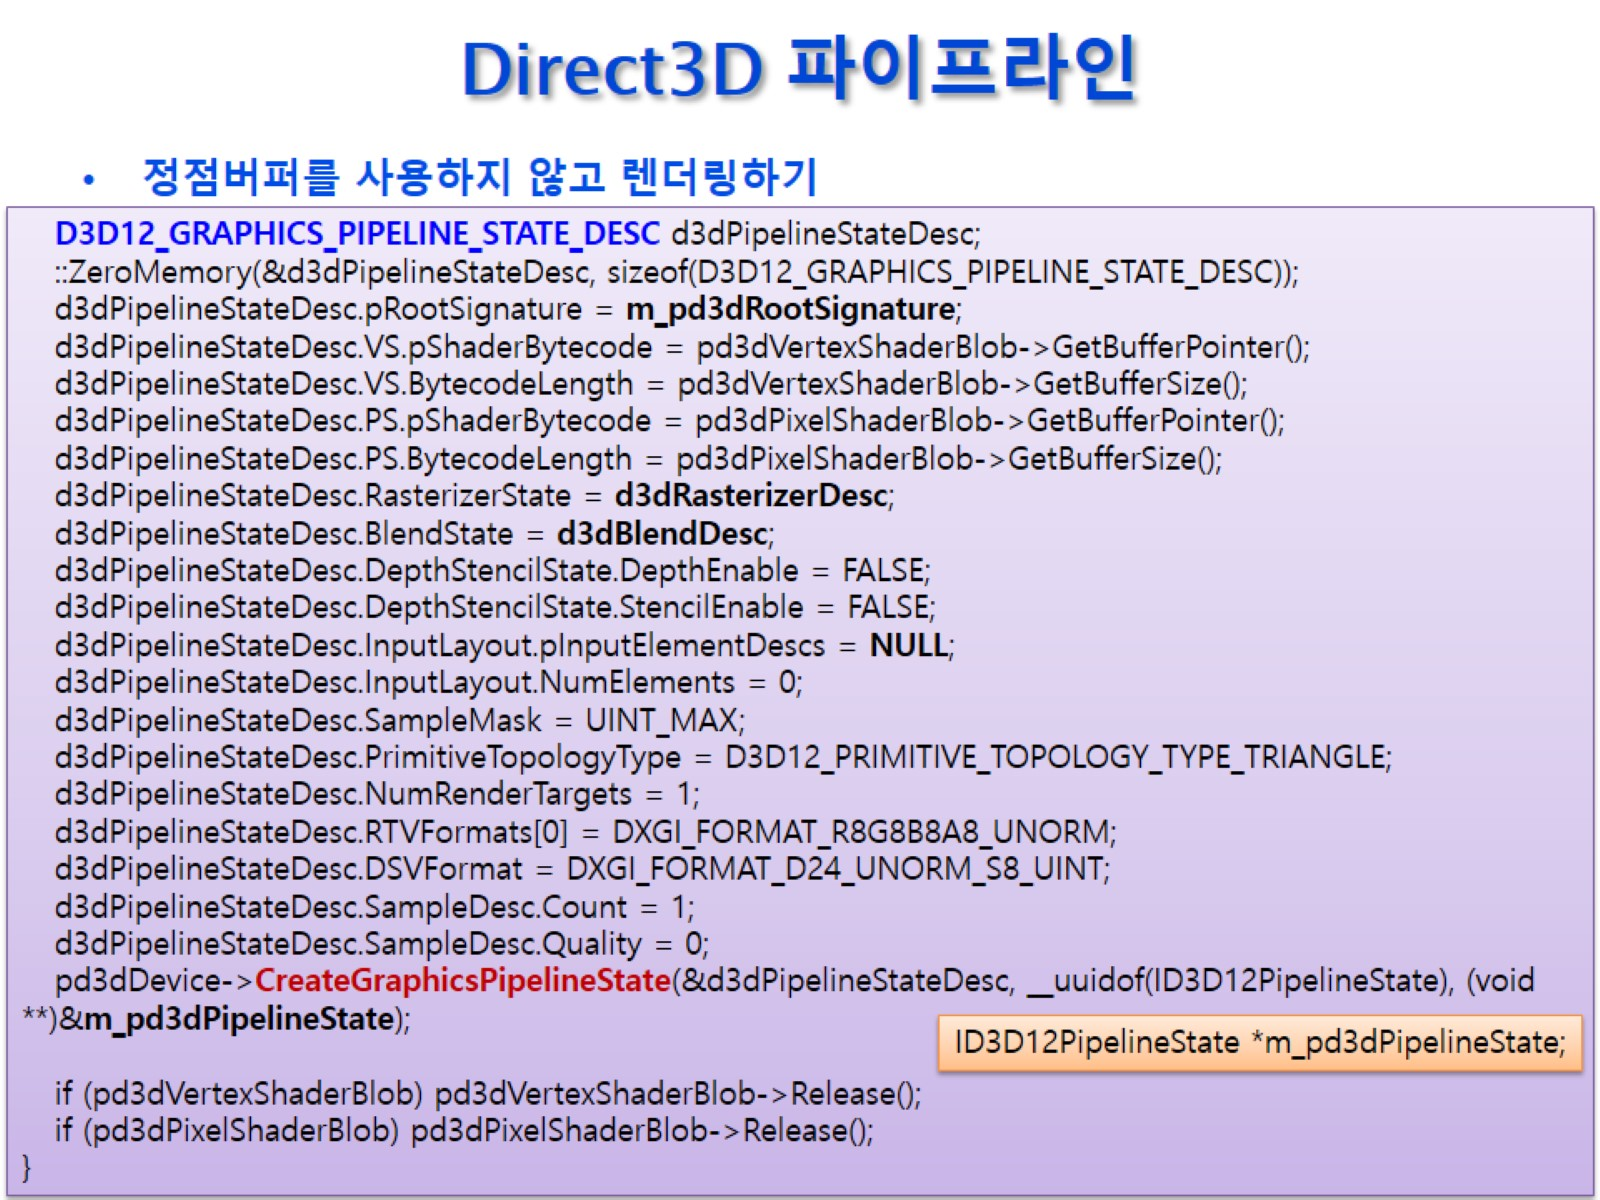 Direct3D 파이프라인
• 정점버퍼를 사용하지 않고 렌더링하기
D3D12_GRAPHICS_PIPELINE_STATE_DESC d3dPipelineStateDesc;
::ZeroMemory(&d3dPipelineStateDesc, sizeof(D3D12_GRAPHICS_PIPELINE_STATE_DESC));
d3dPipelineStateDesc.pRootSignature = m_pd3dRootSignature;
d3dPipelineStateDesc.VS.pShaderBytecode = pd3dVertexShaderBlob->GetBufferPointer();
d3dPipelineStateDesc.VS.BytecodeLength = pd3dVertexShaderBlob->GetBufferSize();
d3dPipelineStateDesc.PS.pShaderBytecode = pd3dPixelShaderBlob->GetBufferPointer();
d3dPipelineStateDesc.PS.BytecodeLength = pd3dPixelShaderBlob->GetBufferSize();
d3dPipelineStateDesc.RasterizerState = d3dRasterizerDesc;
d3dPipelineStateDesc.BlendState = d3dBlendDesc;
d3dPipelineStateDesc.DepthStencilState.DepthEnable = FALSE;
d3dPipelineStateDesc.DepthStencilState.StencilEnable = FALSE;
d3dPipelineStateDesc.InputLayout.pInputElementDescs = NULL;
d3dPipelineStateDesc.InputLayout.NumElements = 0;
d3dPipelineStateDesc.SampleMask = UINT_MAX;
d3dPipelineStateDesc.PrimitiveTopologyType = D3D12_PRIMITIVE_TOPOLOGY_TYPE_TRIANGLE;
d3dPipelineStateDesc.NumRenderTargets = 1;
d3dPipelineStateDesc.RTVFormats[0] = DXGI_FORMAT_R8G8B8A8_UNORM;
d3dPipelineStateDesc.DSVFormat = DXGI_FORMAT_D24_UNORM_S8_UINT;
d3dPipelineStateDesc.SampleDesc.Count = 1;
d3dPipelineStateDesc.SampleDesc.Quality = 0;
pd3dDevice->CreateGraphicsPipelineState(&d3dPipelineStateDesc, __uuidof(ID3D12PipelineState), (void
**)&m_pd3dPipelineState);
ID3D12PipelineState *m_pd3dPipelineState;
if (pd3dVertexShaderBlob) pd3dVertexShaderBlob->Release();
if (pd3dPixelShaderBlob) pd3dPixelShaderBlob->Release();
}